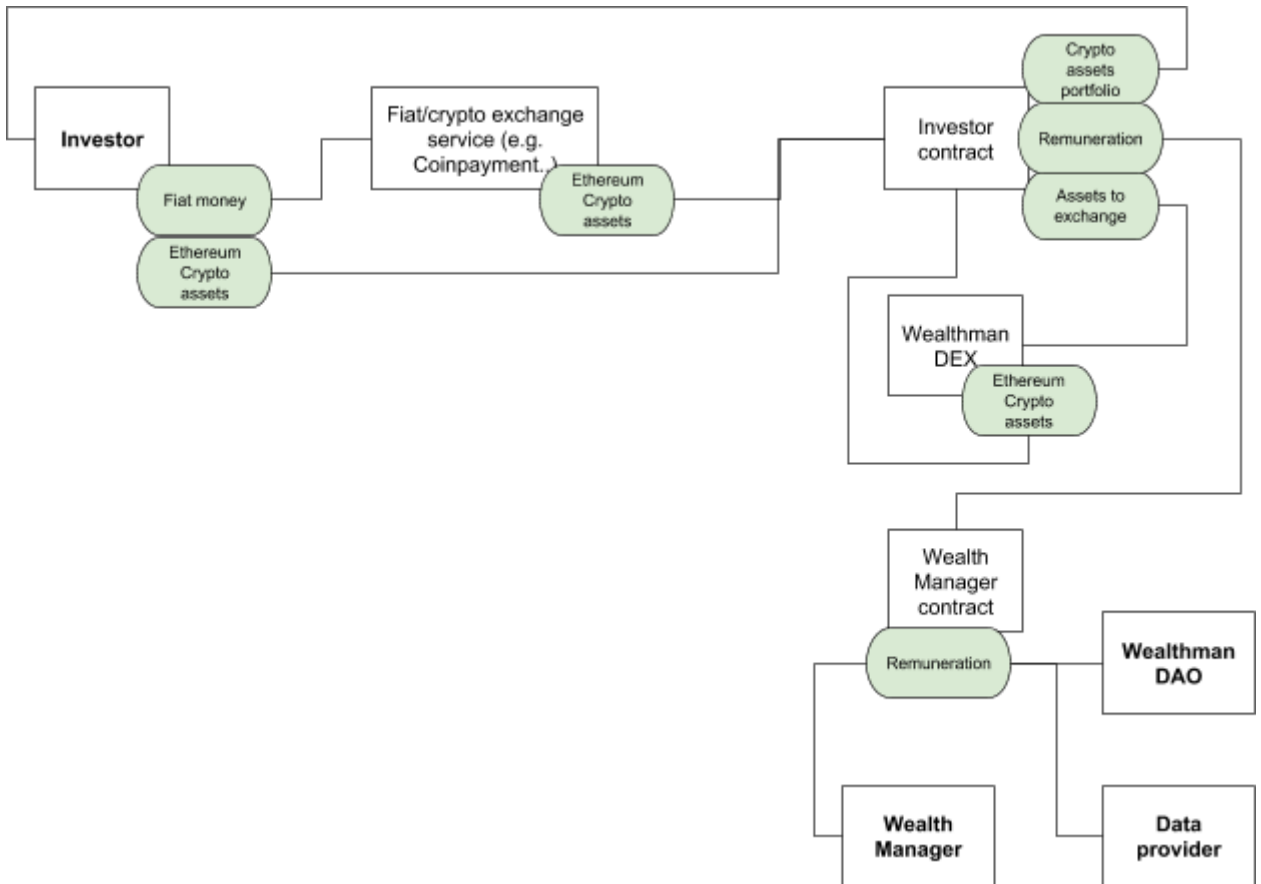 Investor
Fiat money
Ethereum
Crypto
assets
Fiat/crypto exchange
service (e.g.
Coinpayment..)
Ethereum
Crypto
assets
Investor
contract
Crypto
assets
portfolio
Remuneration
Assets to
exchange
Wealthman
DEX
Ethereum
Crypto
assets
Wealth
Manager
contract
Remuneration
Wealthman
DAO
Wealth
Manager
Data
provider